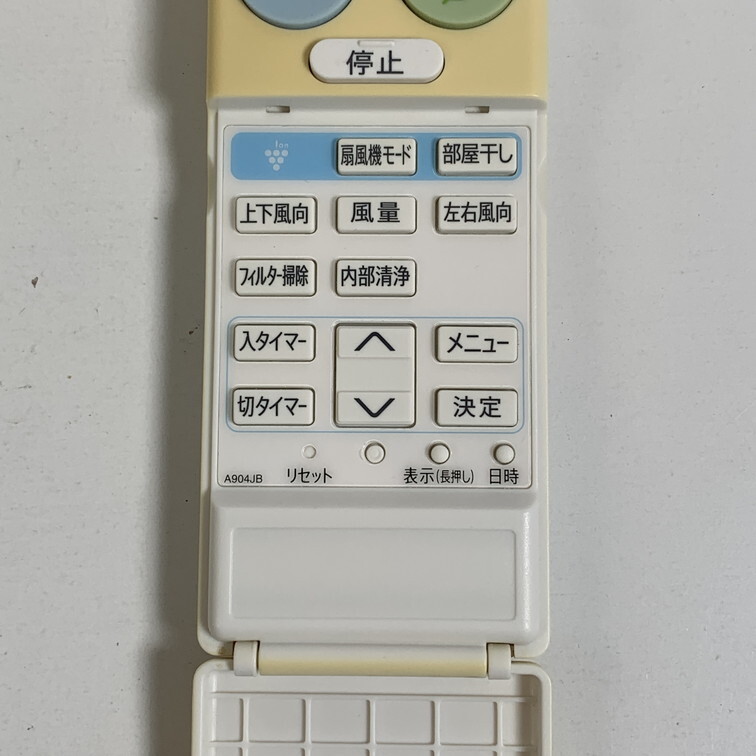 停止
ion
扇風機モード
部屋干し
上下風向
風量
左右風向
フィルター掃除
内部清浄
入タイマー
メニュー
切タイマー
決定
A904JB
リセット
表示(長押し)
日時